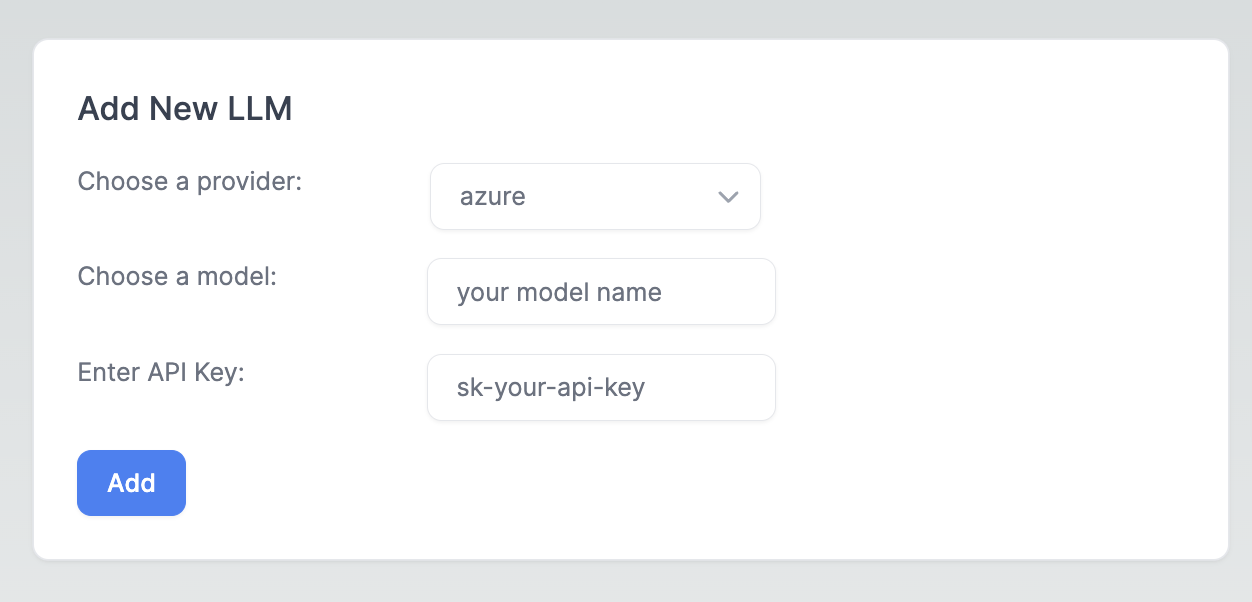 Add New LLM
Choose a provider:
azure
Choose a model:
your model name
Enter API Key:
sk-your-api-key
Add